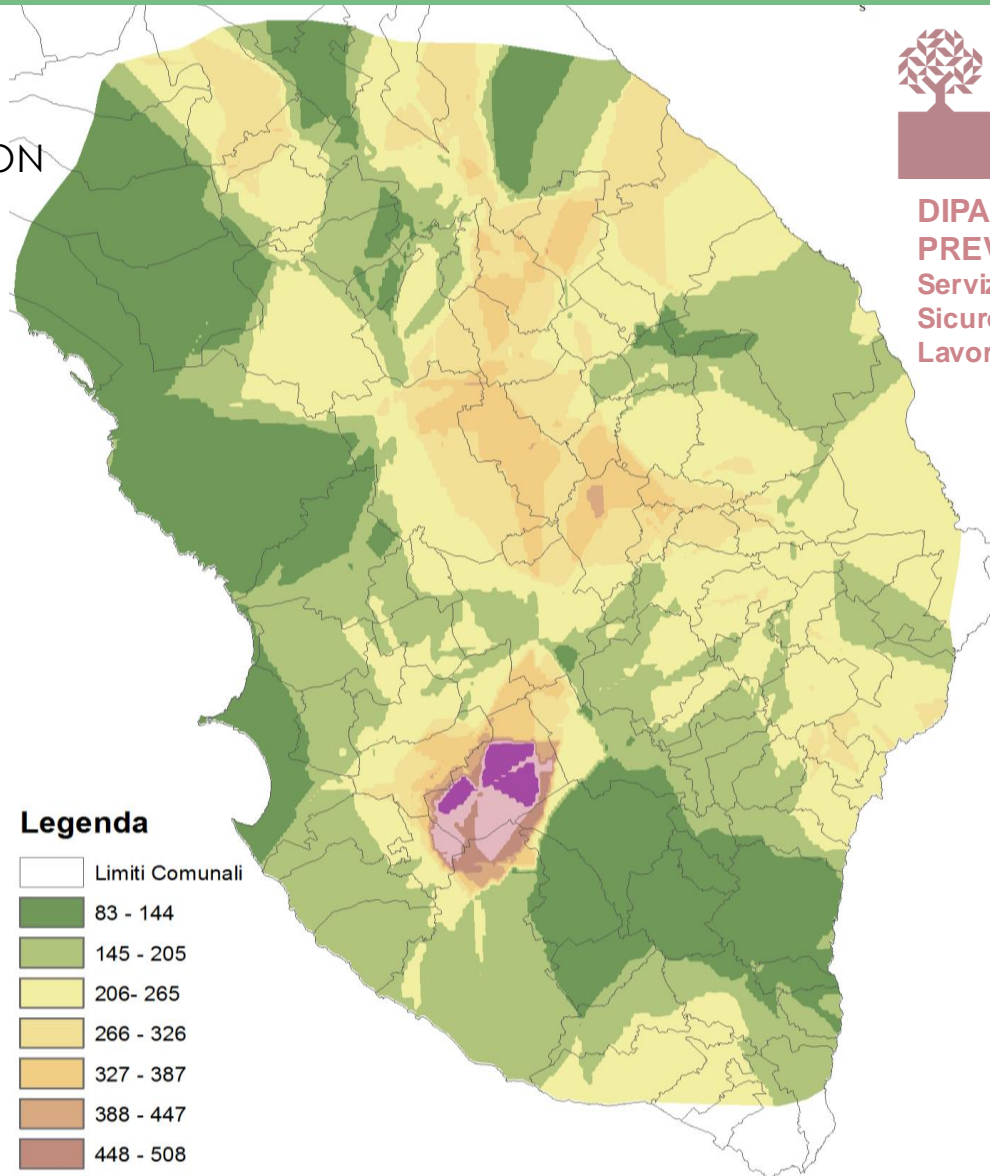 s
ON
DIPA
PREV
Serviz
Sicure
Lavor
Legenda
Limiti Comunali
83 - 144
145 - 205
206- 265
266 - 326
327 - 387
388 - 447
448 - 508